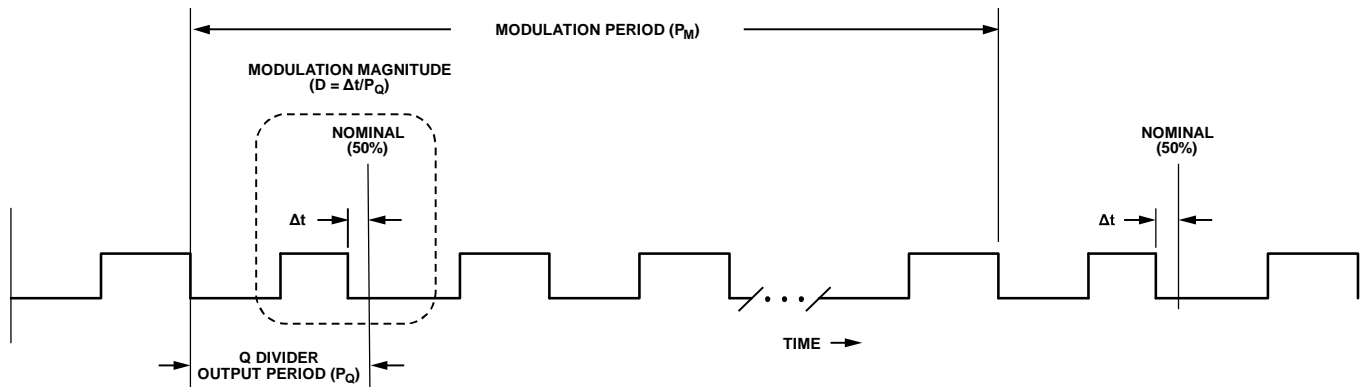 MODULATION PERIOD (PM)
MODULATION MAGNITUDE
(D = Δt/PQ)
NOMINAL
(50%)
NOMINAL
(50%)
Δt
Δt
• • •
TIME
Q DIVIDER
OUTPUT PERIOD (PQ)